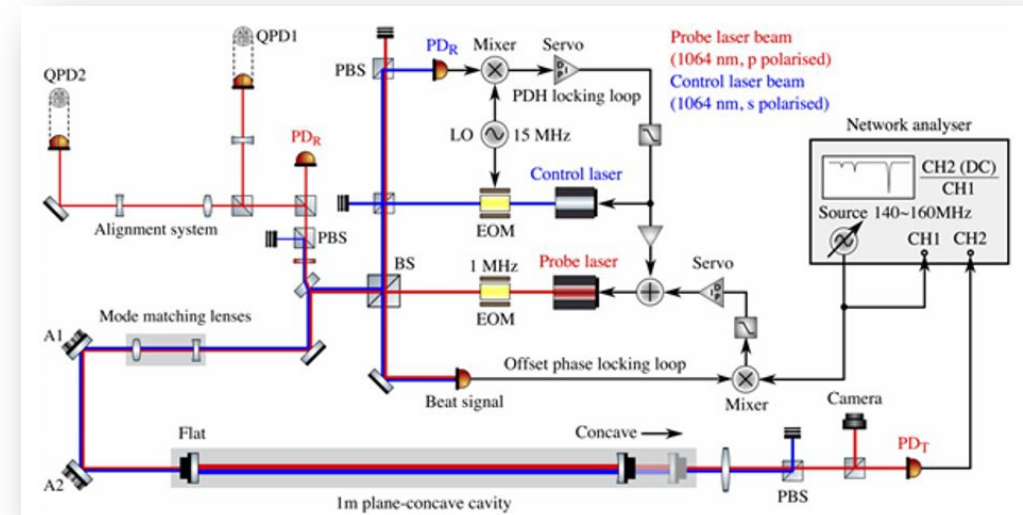 QPD1
QPD2
PBS
PDR
Mixer
Servo
Probe laser beam
(1064 nm, p polarised)
Control laser beam
(1064 nm, s polarised)
PDH locking loop
LO
15 MHz
PDR
Network analyser
CH2 (DC)
CH1
Source 140~160MHz
CH1
CH2
Control laser
EOM
Alignment system
PBS
BS
1 MHz
Probe laser
Servo
EOM
Mode matching lenses
A1
Offset phase locking loop
Beat signal
Mixer
Camera
Flat
Concave
PDT
A2
PBS
1m plane-concave cavity